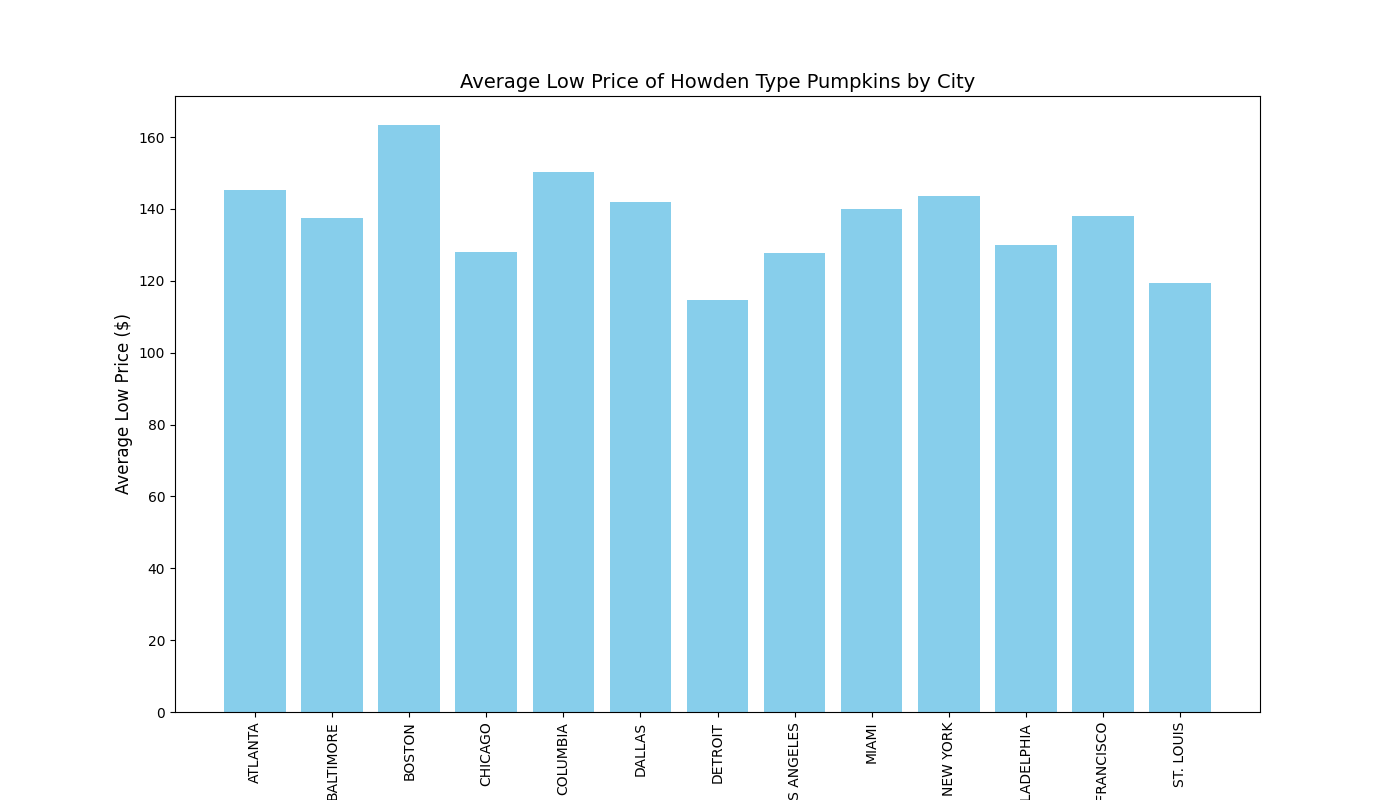 Average Low Price of Howden Type Pumpkins by City
Average Low Price ($)
160
140
120
100
80
60
40
20
0
ATLANTA
BALTIMORE
BOSTON
CHICAGO
COLUMBIA
DALLAS
DETROIT
S ANGELES
MIAMI
NEW YORK
LADELPHIA
FRANCISCO
ST. LOUIS